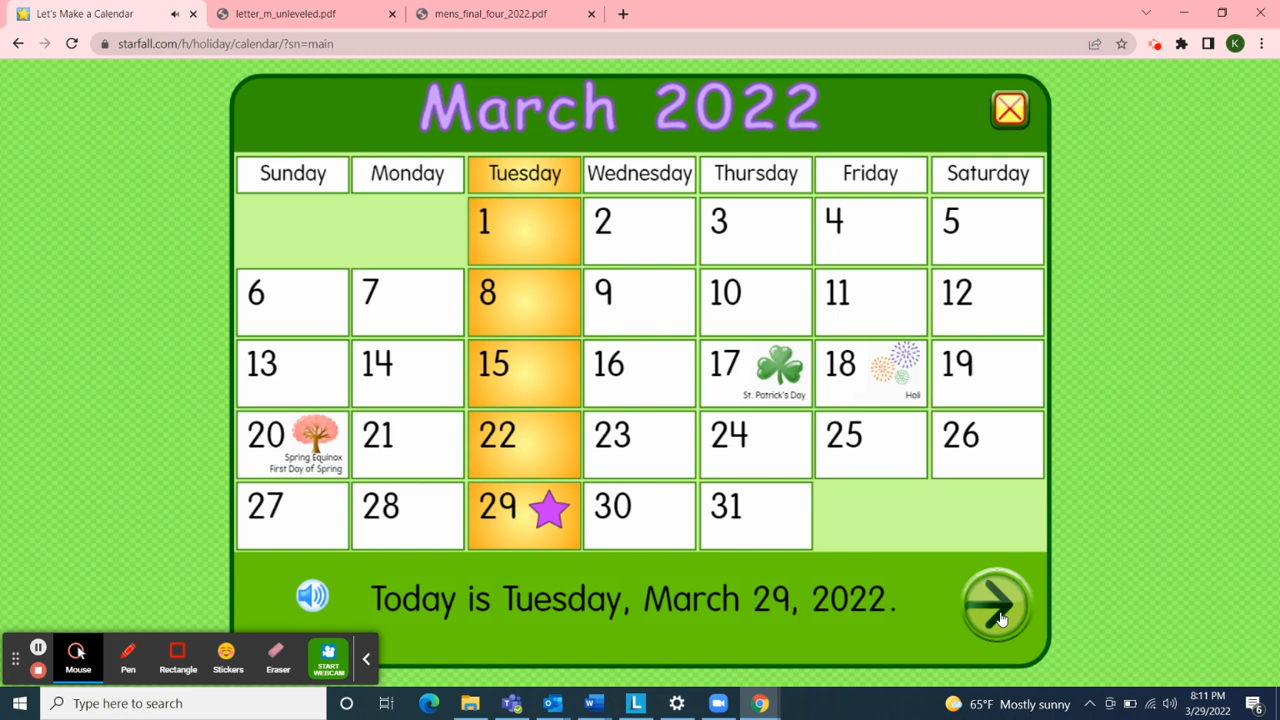 Let's Make a Calendar
letter_m_unleveled.pdf
mens_final_four_2022.pdf
starfall.com/h/holiday/calendar/?sn=main
K
March 2022
Sunday Monday Tuesday Wednesday Thursday Friday Saturday
1 2 3 4 5
6 7 8 9 10 11 12
13 14 15 16 17 18 19
St. Patrick's Day Holi
20 21 22 23 24 25 26
Spring Equinox
First Day of Spring
27 28 29 30 31
Today is Tuesday, March 29, 2022.
Mouse Pen Rectangle Stickers Eraser START WEBCAM
Type here to search
L
65°F Mostly sunny
8:11 PM
3/29/2022
6